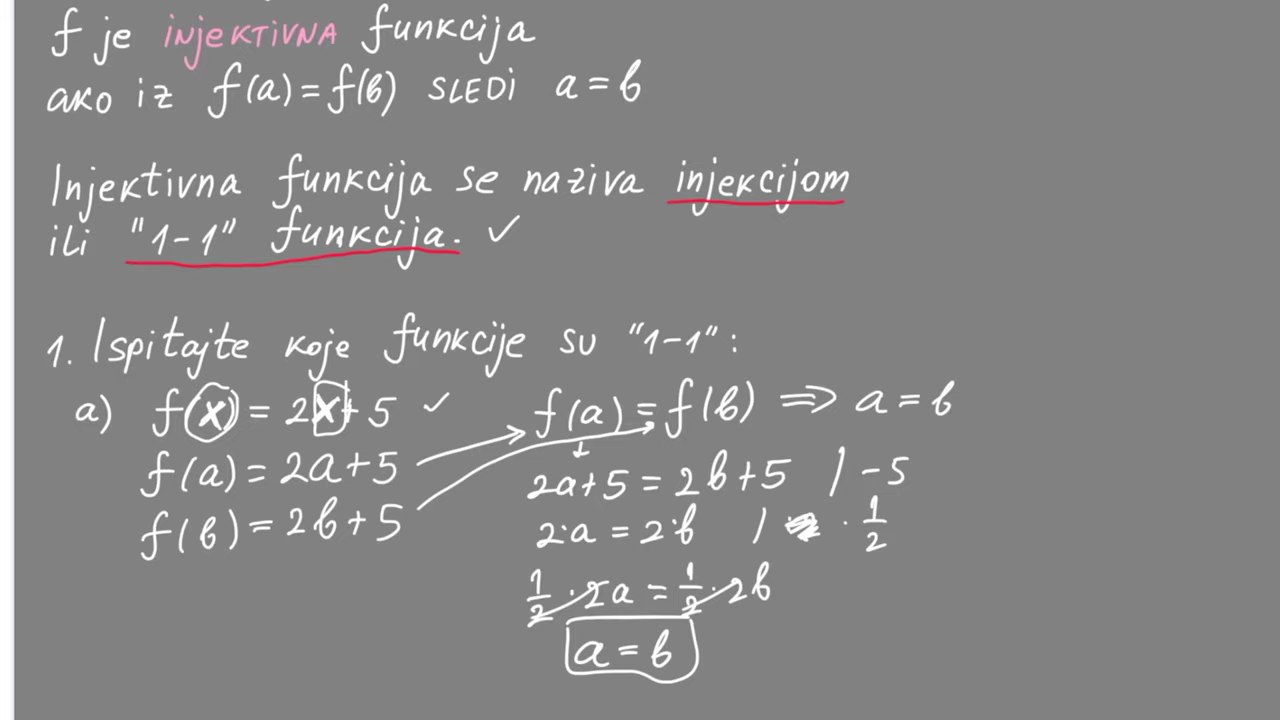 f je INJEKTIVNA funkcija
ako iz f(a) = f(b) SLEDI a = b
Injektivna funkcija se naziva injekcijom
ili "1-1" funkcija. ✓
1. Ispitajte koje funkcije su "1-1":
a) f(x) = 2x + 5 ✓
f(a) = 2a + 5
f(b) = 2b + 5
f(a) = f(b) ⇒ a = b
2a + 5 = 2b + 5 / -5
2·a = 2·b / · 1/2
1/2 · 2a = 1/2 · 2b
a = b